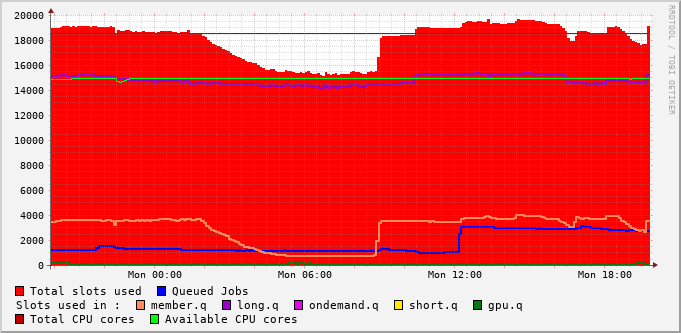 20000
18000
16000
14000
12000
10000
8000
6000
4000
2000
0
Mon 00:00 Mon 06:00 Mon 12:00 Mon 18:00
RRDTOOL / TOBI OETIKER
Total slots used Queued Jobs
Slots used in : member.q long.q ondemand.q short.q gpu.q
Total CPU cores Available CPU cores